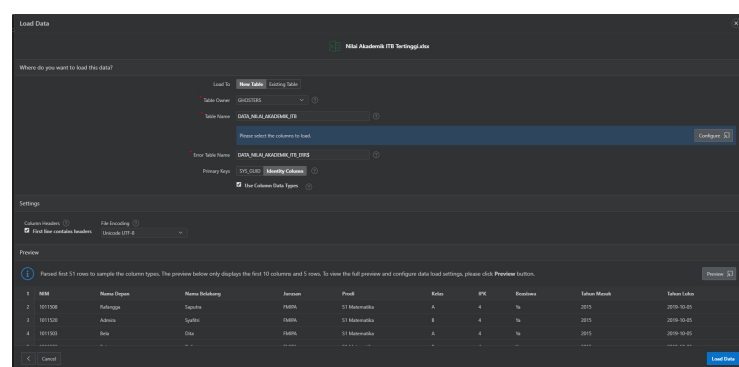 Load Data
Nilai Akademik ITB Tertinggi.xlsx
Where do you want to load this data?
Load To New Table Existing Table
Table Owner GHOSTERS
Table Name DATA_NILAI_AKADEMIK_ITB
Please select the columns to load. Configure
Error Table Name DATA_NILAI_AKADEMIK_ITB_ERR$
Primary Keys SYS_GUID Identity Column
Use Column Data Types
Settings
Column Headers File Encoding
First line contains headers Unicode UTF-8
Preview
Parsed first 51 rows to sample the column types. The preview below only displays the first 10 columns and 5 rows. To view the full preview and configure data load settings, please click Preview button. Preview
1 NIM Nama Depan Nama Belakang Jurusan Prodi Kelas IPK Beasiswa Tahun Masuk Tahun Lulus
2 1011500 Rafangga Saputra FMIPA S1 Matematika A 4 Ya 2015 2019-10-05
3 1011520 Admira Syafitri FMIPA S1 Matematika B 4 Ya 2015 2019-10-05
4 1011503 Bela Dita FMIPA S1 Matematika A 4 Ya 2015 2019-10-05
Cancel Load Data